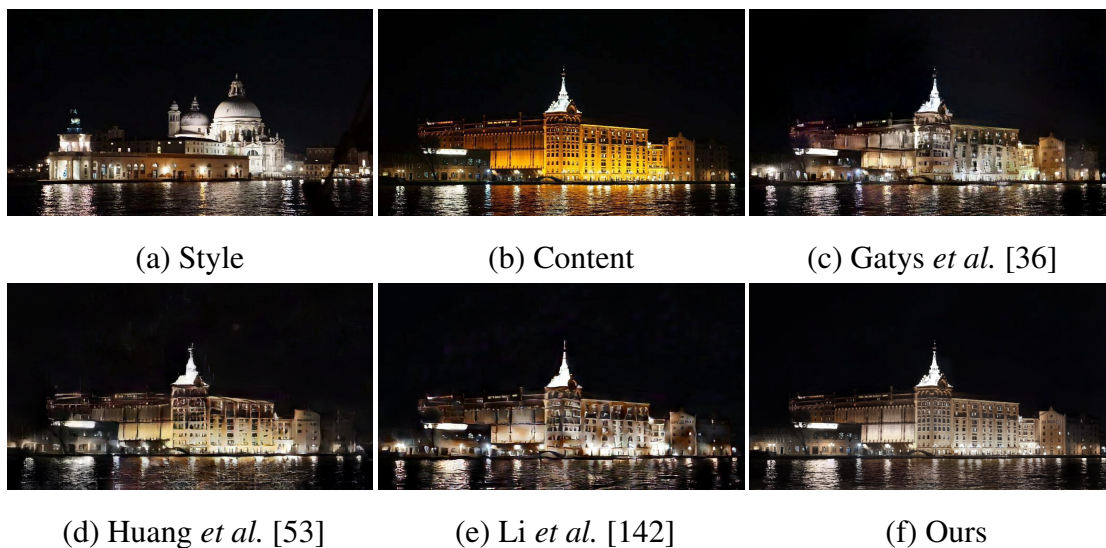 (a) Style
(b) Content
(c) Gatys et al. [36]
(d) Huang et al. [53]
(e) Li et al. [142]
(f) Ours